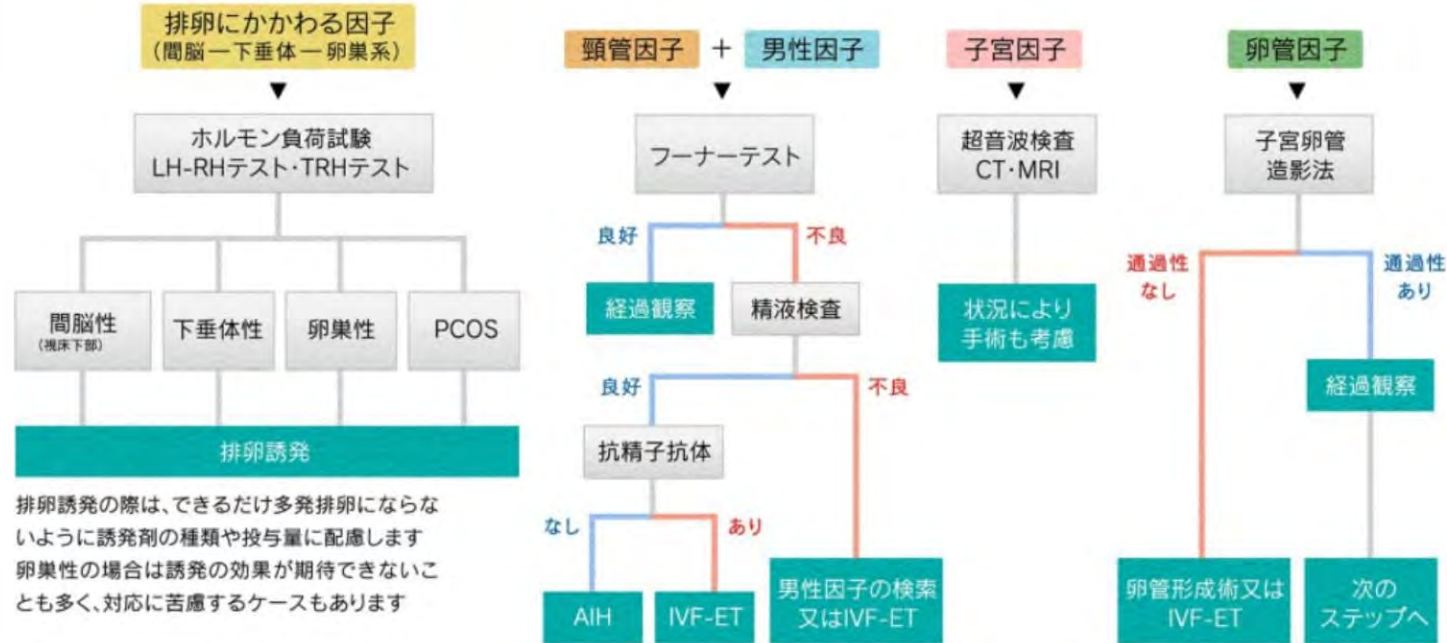 排卵にかかわる因子
(間脳ー下垂体ー卵巣系)
ホルモン負荷試験
LH-RHテスト・TRHテスト
間脳性
(視床下部)
下垂体性
卵巣性
PCOS
排卵誘発
排卵誘発の際は、できるだけ多発排卵にならな
いように誘発剤の種類や投与量に配慮します
卵巣性の場合は誘発の効果が期待できないこ
とも多く、対応に苦慮するケースもあります
頸管因子 + 男性因子
フーナーテスト
良好
不良
経過観察
精液検査
良好
不良
抗精子抗体
なし
あり
AIH
IVF-ET
男性因子の検索
又はIVF-ET
子宮因子
超音波検査
CT・MRI
状況により
手術も考慮
卵管因子
子宮卵管
造影法
通過性
なし
通過性
あり
経過観察
卵管形成術又は
IVF-ET
次の
ステップへ